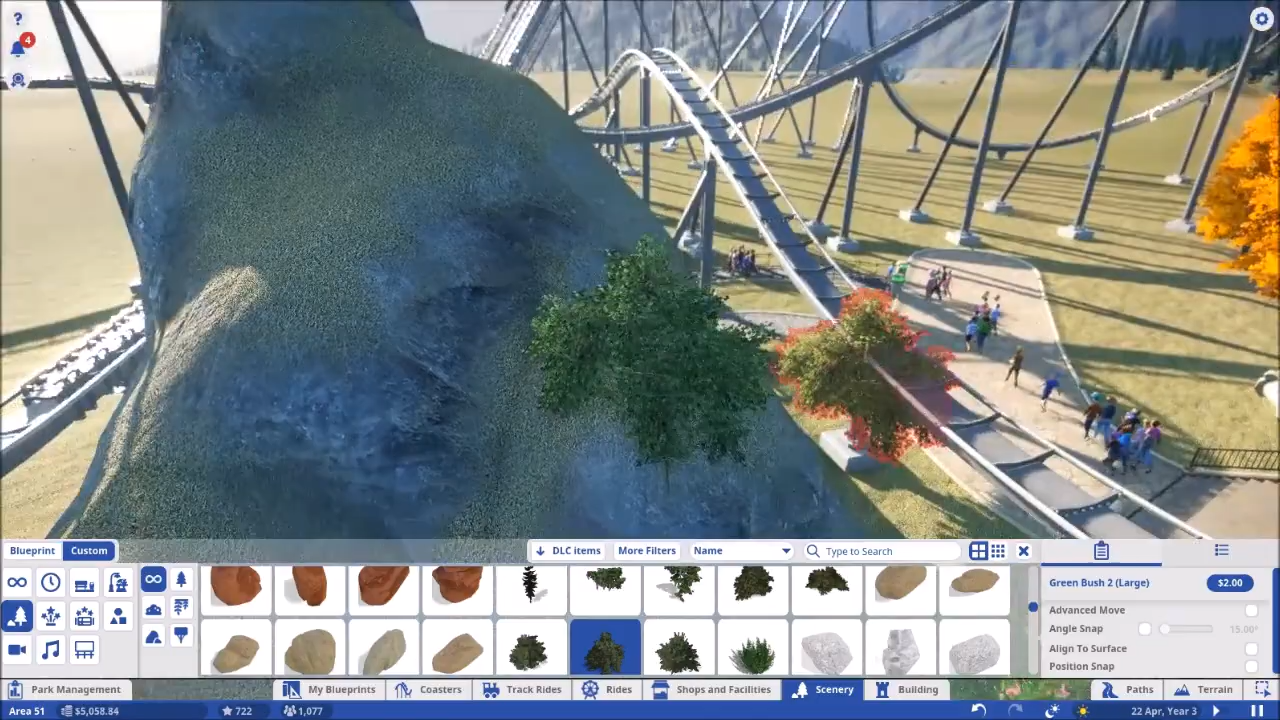 ?
4
Blueprint
Custom
DLC items
More Filters
Name
Type to Search
Green Bush 2 (Large)
$2.00
Advanced Move
Angle Snap
15.00°
Align To Surface
Position Snap
Park Management
My Blueprints
Coasters
Track Rides
Rides
Shops and Facilities
Scenery
Building
Paths
Terrain
Area 51
$5,058.84
722
1,077
22 Apr, Year 3